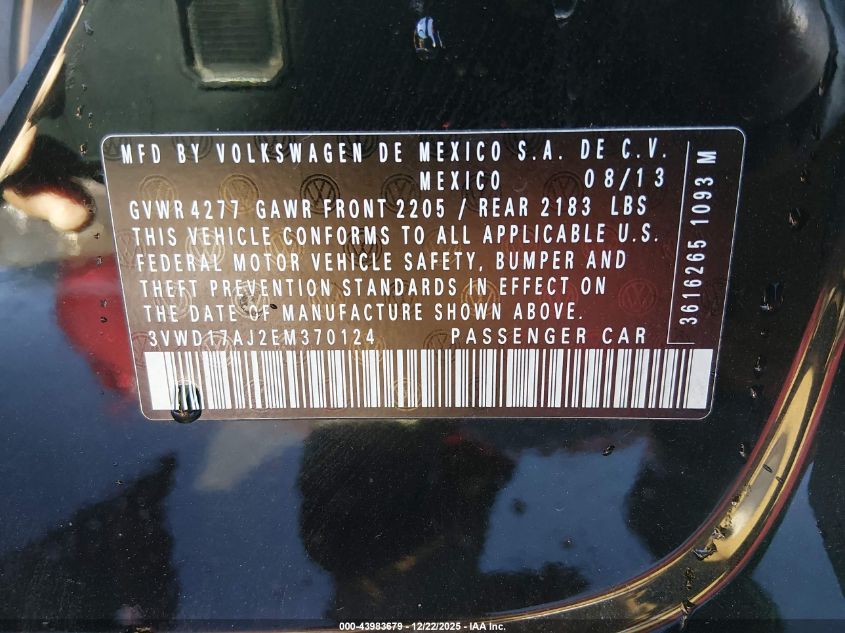 MFD BY VOLKSWAGEN DE MEXICO S.A. DE C.V.
MEXICO 08/13
GVWR 4277 GAWR FRONT 2205 / REAR 2183 LBS
THIS VEHICLE CONFORMS TO ALL APPLICABLE U.S.
FEDERAL MOTOR VEHICLE SAFETY, BUMPER AND
THEFT PREVENTION STANDARDS IN EFFECT ON
THE DATE OF MANUFACTURE SHOWN ABOVE.
3VWD17AJ2EM370124 PASSENGER CAR
3616265 1093 M
000-43983679 - 12/22/2025 - IAA Inc.